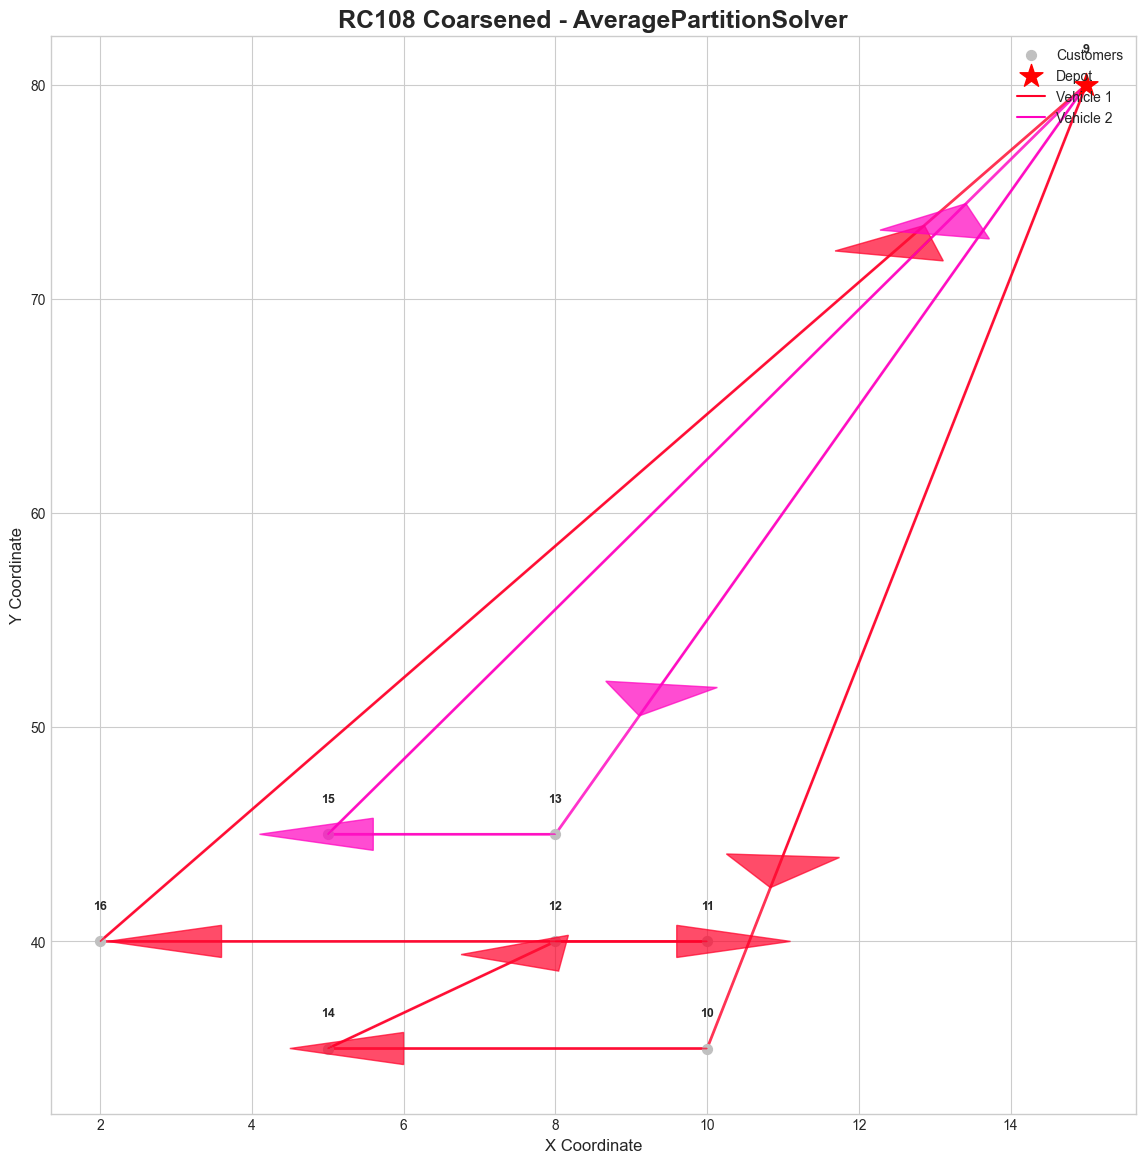 RC108 Coarsened - AveragePartitionSolver
9
Customers
Depot
Vehicle 1
Vehicle 2
80
70
60
50
40
15
13
16
12
11
14
10
2
4
6
8
10
12
14
X Coordinate
Y Coordinate